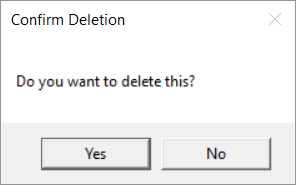 Confirm Deletion
Do you want to delete this?
Yes No